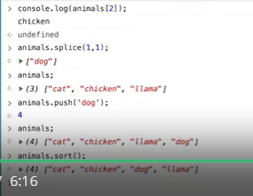 > console.log(animals[2]);
chicken
< undefined
> animals.splice(1,1);
< ▶ ["dog"]
> animals;
< ▶ (3) ["cat", "chicken", "llama"]
> animals.push('dog');
< 4
> animals;
< ▶ (4) ["cat", "chicken", "llama", "dog"]
> animals.sort();
< ▶ (4) ["cat", "chicken", "dog", "llama"]
/ 6:16